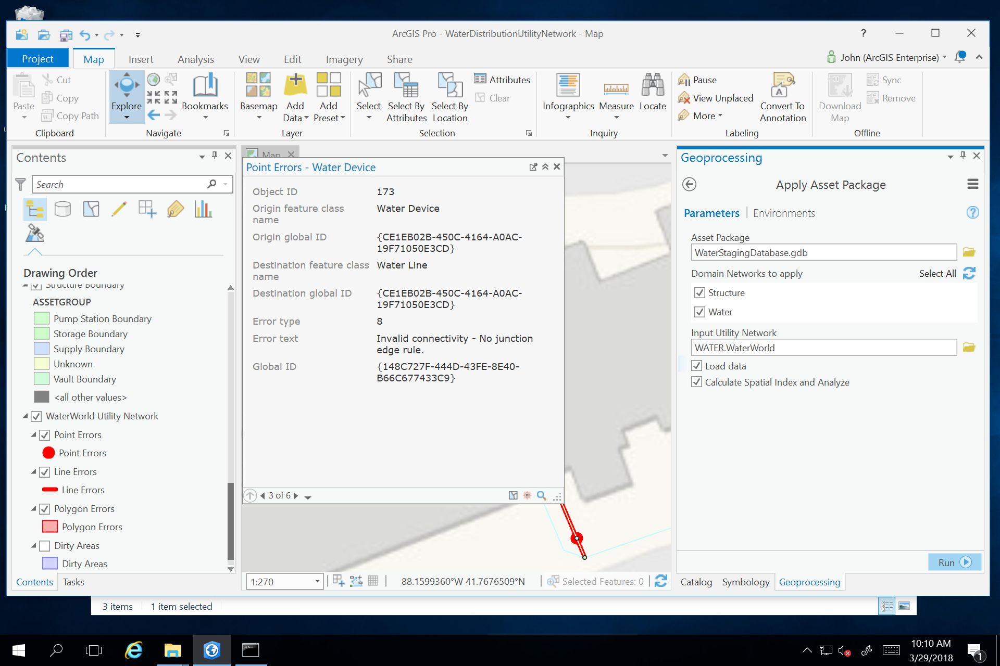 ArcGIS Pro - WaterDistributionUtilityNetwork - Map
?
Project
Map
Insert
Analysis
View
Edit
Imagery
Share
John (ArcGIS Enterprise)
Paste
Cut
Copy
Copy Path
Clipboard
Explore
Bookmarks
Navigate
Basemap
Add
Data
Add
Preset
Layer
Select
Select By
Attributes
Select By
Location
Attributes
Clear
Selection
Infographics
Measure
Locate
Inquiry
Pause
View Unplaced
More
A
Convert To
Annotation
Labeling
Download
Map
Sync
Remove
Offline
Contents
Search
Drawing Order
Structure Boundary
ASSETGROUP
Pump Station Boundary
Storage Boundary
Supply Boundary
Unknown
Vault Boundary
<all other values>
WaterWorld Utility Network
Point Errors
Point Errors
Line Errors
Line Errors
Polygon Errors
Polygon Errors
Dirty Areas
Dirty Areas
Contents
Tasks
Map
Point Errors - Water Device
Object ID 173
Origin feature class Water Device
name
Origin global ID {CE1EB02B-450C-4164-A0AC-
19F71050E3CD}
Destination feature class Water Line
name
Destination global ID {CE1EB02B-450C-4164-A0AC-
19F71050E3CD}
Error type 8
Error text Invalid connectivity - No junction
edge rule.
Global ID {148C727F-444D-43FE-8E40-
B66C677433C9}
3 of 6
1:270
88.1599360°W 41.7676509°N
Selected Features: 0
Geoprocessing
Apply Asset Package
Parameters
Environments
?
Asset Package
WaterStagingDatabase.gdb
Domain Networks to apply
Select All
Structure
Water
Input Utility Network
WATER.WaterWorld
Load data
Calculate Spatial Index and Analyze
Run
Catalog
Symbology
Geoprocessing
3 items
1 item selected
10:10 AM
3/29/2018
1